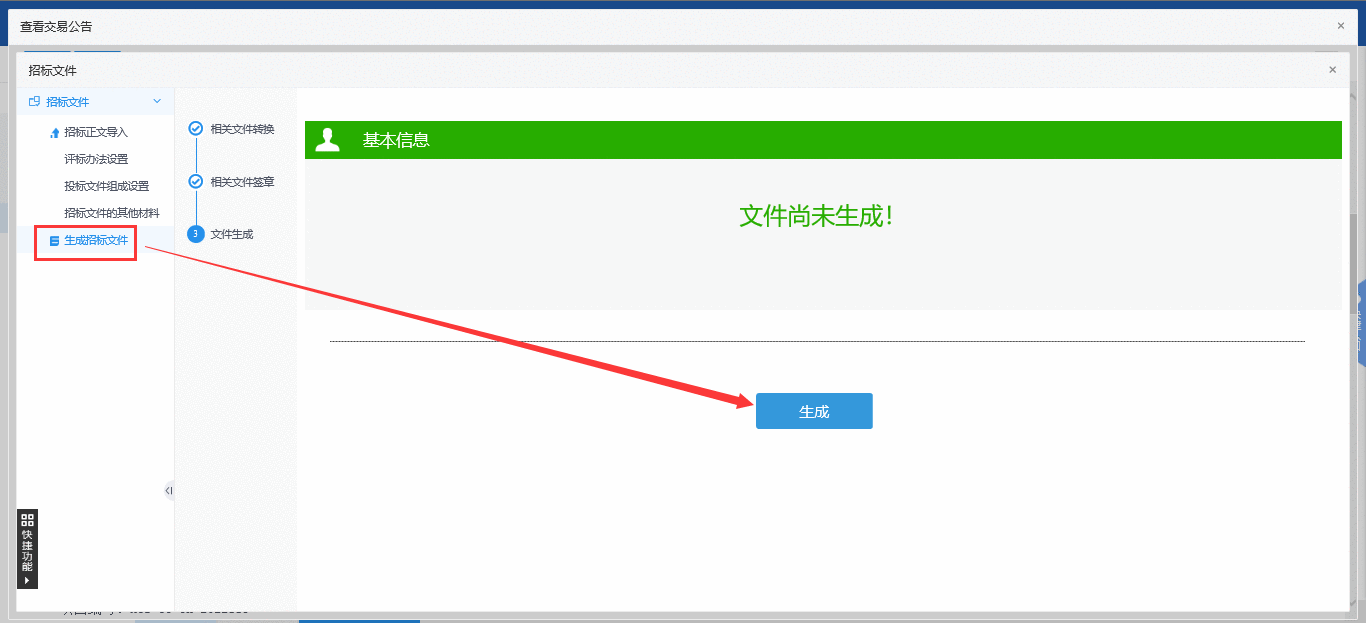 查看交易公告
×
招标文件
×
招标文件
招标正文导入
评标办法设置
投标文件组成设置
招标文件的其他材料
生成招标文件
相关文件转换
相关文件签章
3 文件生成
基本信息
文件尚未生成!
生成
快捷功能